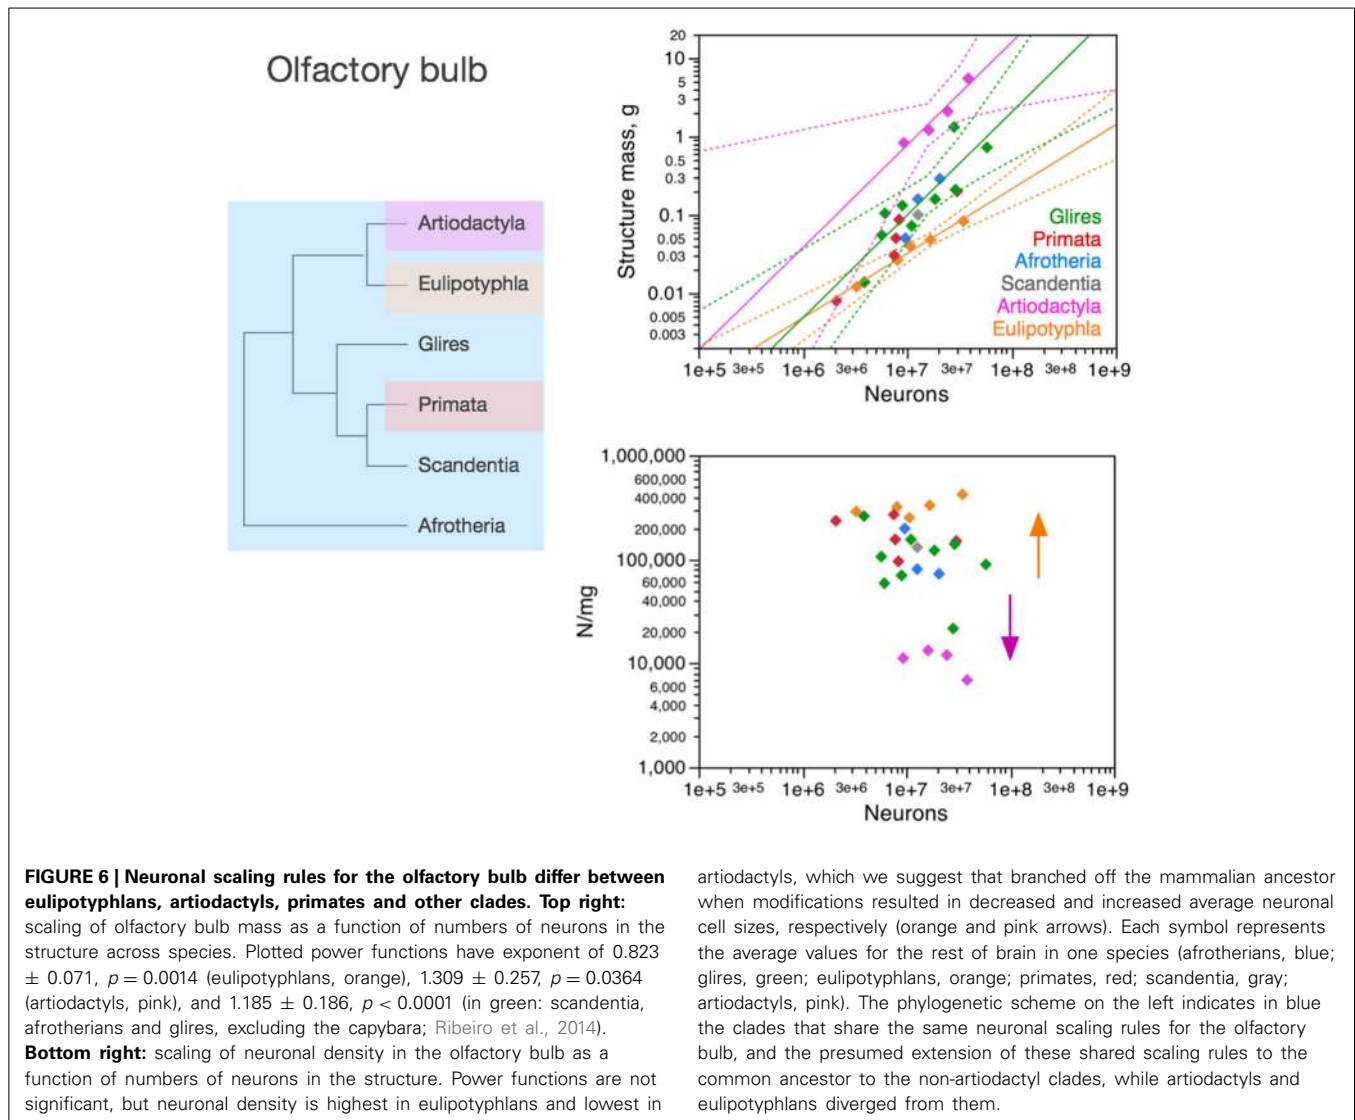 Olfactory bulb
Artiodactyla
Eulipotyphla
Glires
Primata
Scandentia
Afrotheria
Structure mass, g
20
10
5
3
1
0.5
0.3
0.1
0.05
0.03
0.01
0.005
0.003
Glires
Primata
Afrotheria
Scandentia
Artiodactyla
Eulipotyphla
1e+5 3e+5 1e+6 3e+6 1e+7 3e+7 1e+8 3e+8 1e+9
Neurons
N/mg
1,000,000
600,000
400,000
200,000
100,000
60,000
40,000
20,000
10,000
6,000
4,000
2,000
1,000
1e+5 3e+5 1e+6 3e+6 1e+7 3e+7 1e+8 3e+8 1e+9
Neurons
FIGURE 6 | Neuronal scaling rules for the olfactory bulb differ between
eulipotyphlans, artiodactyls, primates and other clades. Top right:
scaling of olfactory bulb mass as a function of numbers of neurons in the
structure across species. Plotted power functions have exponent of 0.823
± 0.071, p = 0.0014 (eulipotyphlans, orange), 1.309 ± 0.257, p = 0.0364
(artiodactyls, pink), and 1.185 ± 0.186, p < 0.0001 (in green: scandentia,
afrotherians and glires, excluding the capybara; Ribeiro et al., 2014).
Bottom right: scaling of neuronal density in the olfactory bulb as a
function of numbers of neurons in the structure. Power functions are not
significant, but neuronal density is highest in eulipotyphlans and lowest in
artiodactyls, which we suggest that branched off the mammalian ancestor
when modifications resulted in decreased and increased average neuronal
cell sizes, respectively (orange and pink arrows). Each symbol represents
the average values for the rest of brain in one species (afrotherians, blue;
glires, green; eulipotyphlans, orange; primates, red; scandentia, gray;
artiodactyls, pink). The phylogenetic scheme on the left indicates in blue
the clades that share the same neuronal scaling rules for the olfactory
bulb, and the presumed extension of these shared scaling rules to the
common ancestor to the non-artiodactyl clades, while artiodactyls and
eulipotyphlans diverged from them.